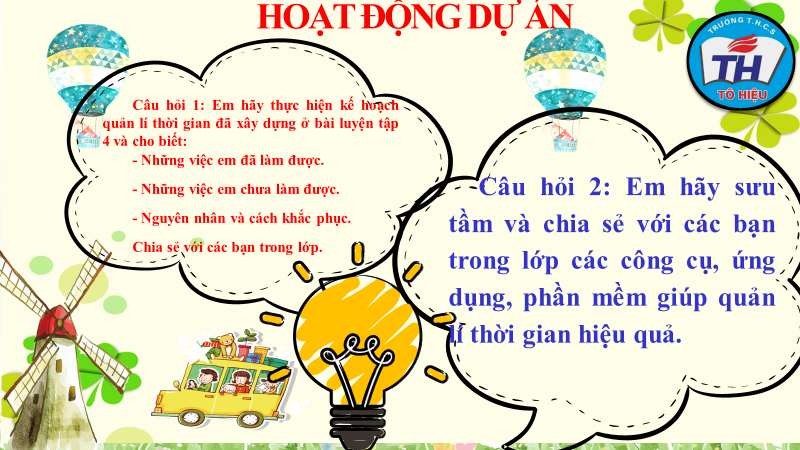 HOẠT ĐỘNG DỰ ÁN
TRƯỜNG T.H.C.S
TH
TÔ HIỆU
Câu hỏi 1: Em hãy thực hiện kế hoạch
quản lí thời gian đã xây dựng ở bài luyện tập
4 và cho biết:
- Những việc em đã làm được.
- Những việc em chưa làm được.
- Nguyên nhân và cách khắc phục.
Chia sẻ với các bạn trong lớp.
Câu hỏi 2: Em hãy sưu
tầm và chia sẻ với các bạn
trong lớp các công cụ, ứng
dụng, phần mềm giúp quản
lí thời gian hiệu quả.